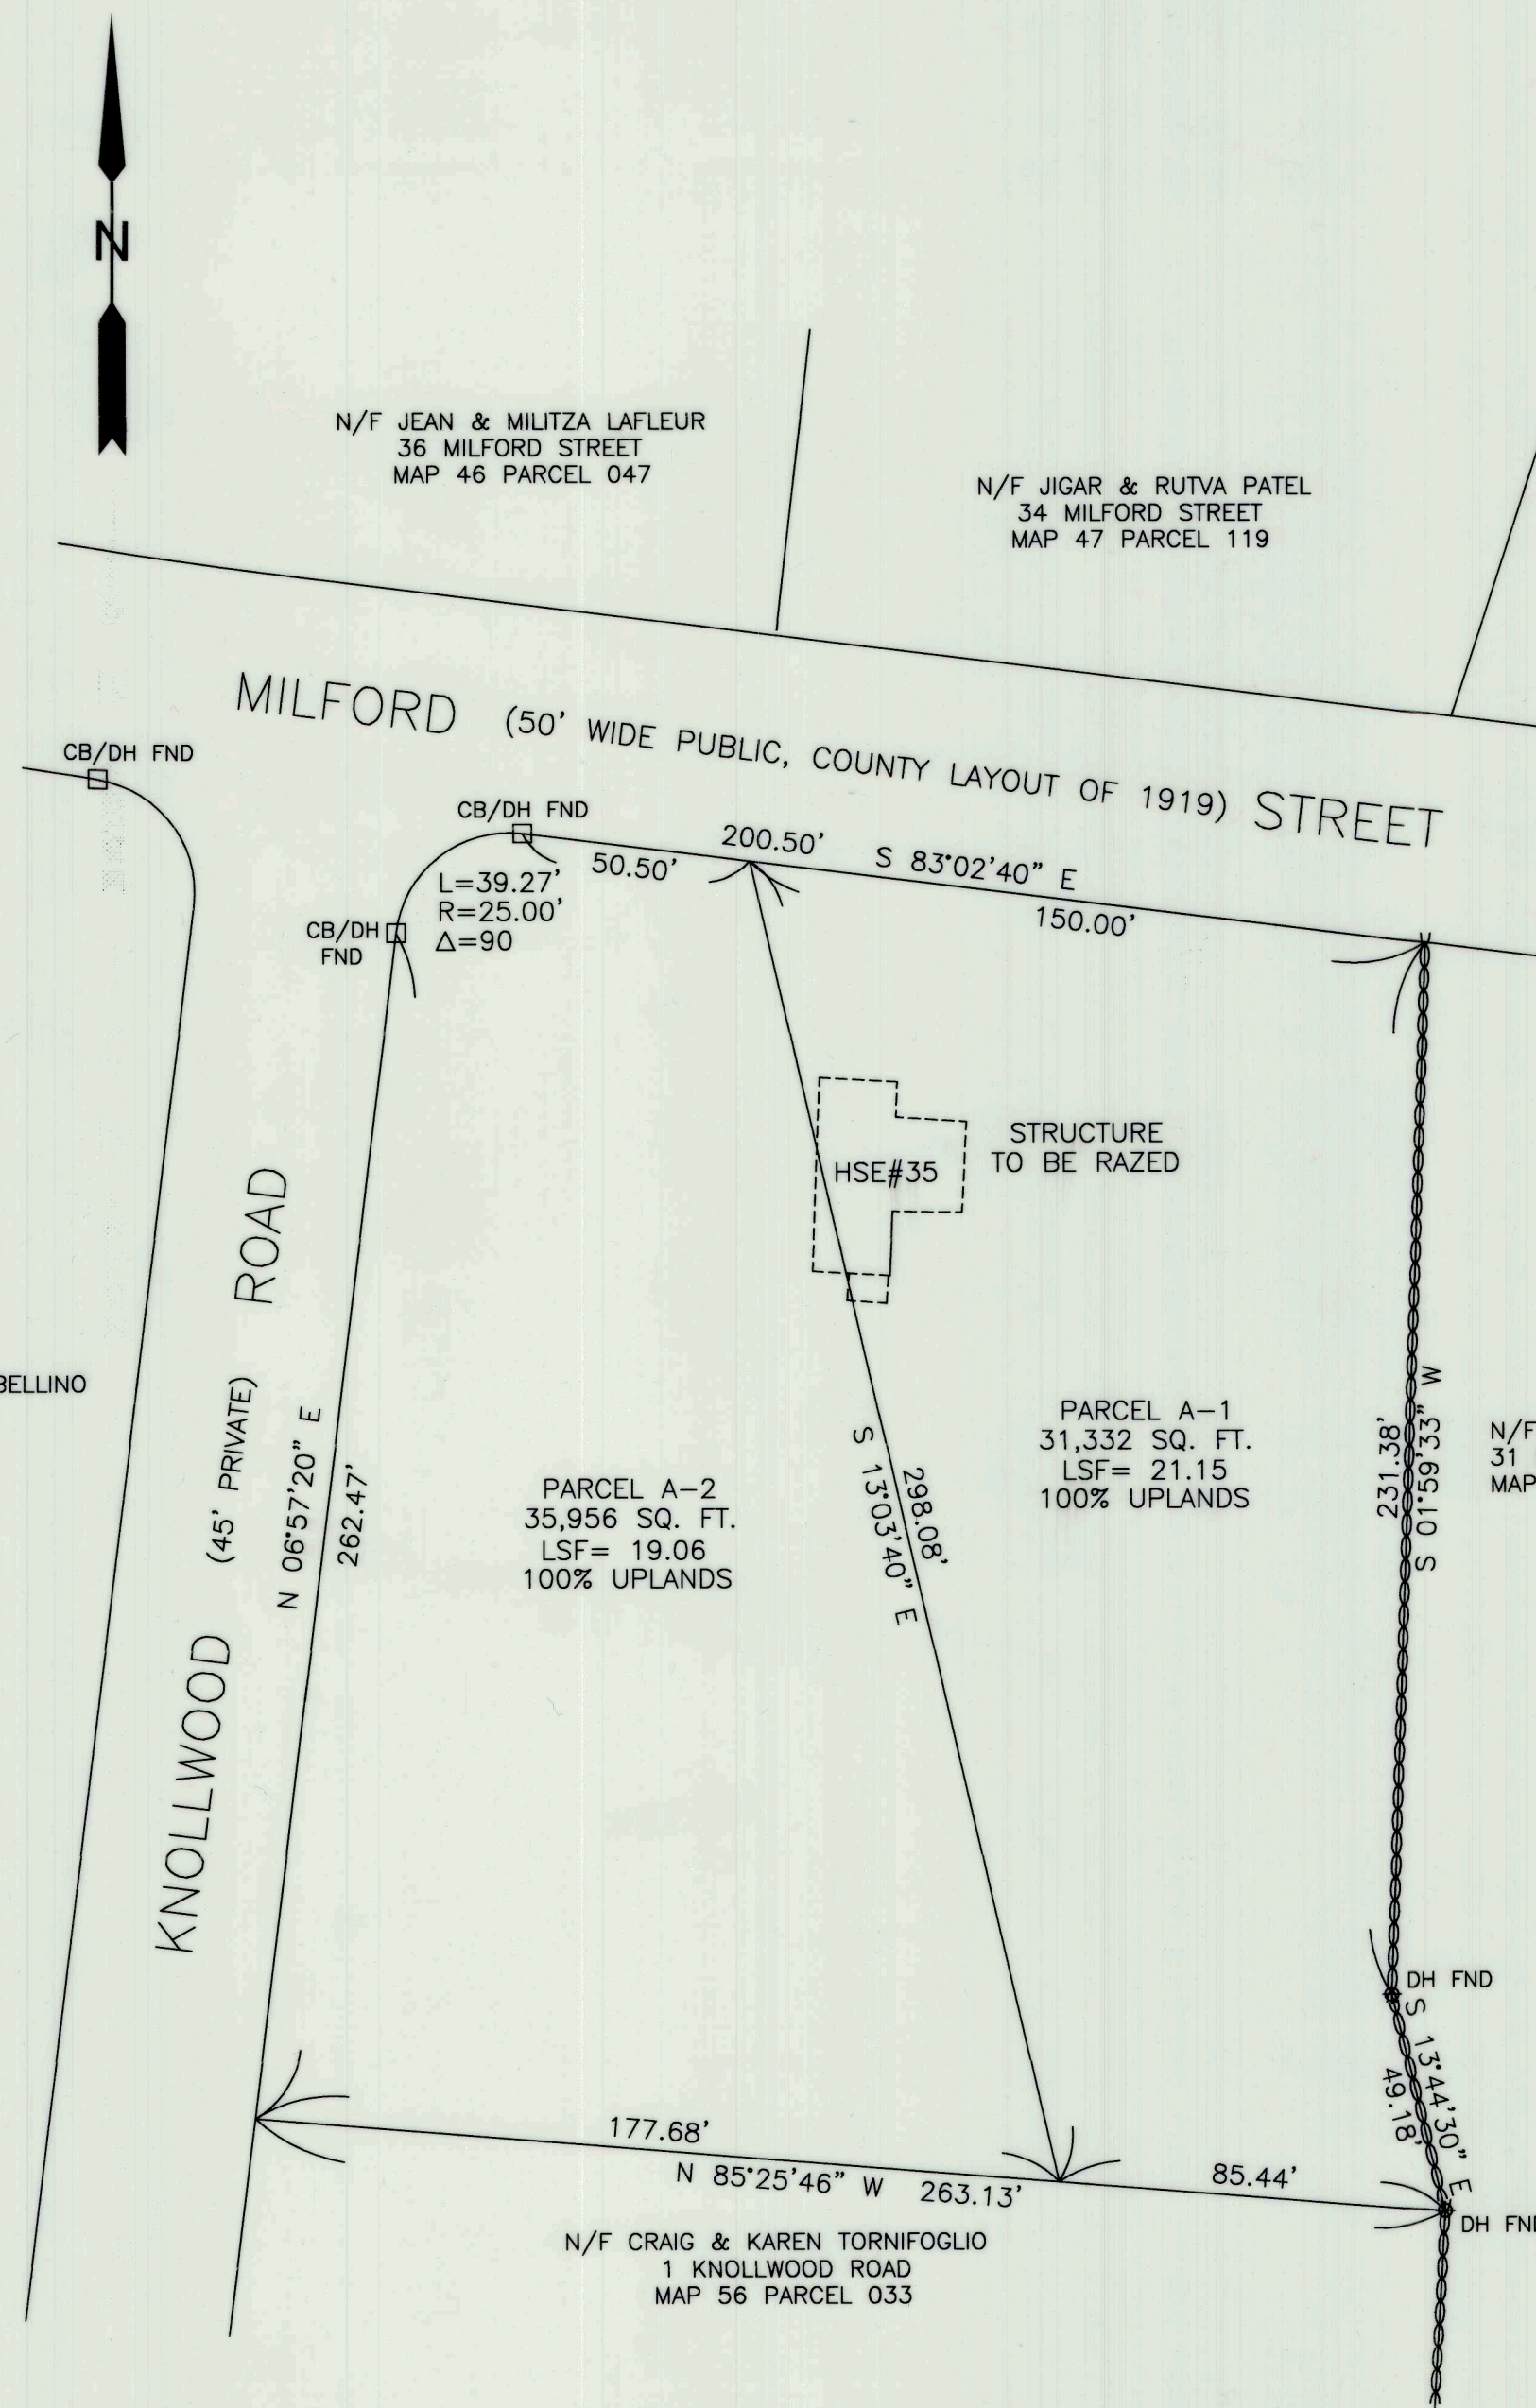 N
N/F JEAN & MILITZA LAFLEUR
36 MILFORD STREET
MAP 46 PARCEL 047
N/F JIGAR & RUTVA PATEL
34 MILFORD STREET
MAP 47 PARCEL 119
MILFORD (50' WIDE PUBLIC, COUNTY LAYOUT OF 1919) STREET
CB/DH FND
CB/DH FND
200.50' S 83°02'40" E
50.50'
150.00'
L=39.27'
R=25.00'
Δ=90
CB/DH
FND
HSE#35
STRUCTURE
TO BE RAZED
KNOLLWOOD (45' PRIVATE) ROAD
N 06°57'20" E
262.47'
BELLINO
PARCEL A-2
35,956 SQ. FT.
LSF= 19.06
100% UPLANDS
298.08'
S 13°03'40" E
PARCEL A-1
31,332 SQ. FT.
LSF= 21.15
100% UPLANDS
231.38'
S 01°59'33" W
N/F
31
MAP
DH FND
S 13°44'30" E
49.18'
177.68'
N 85°25'46" W 263.13'
85.44'
DH FND
N/F CRAIG & KAREN TORNIFOGLIO
1 KNOLLWOOD ROAD
MAP 56 PARCEL 033